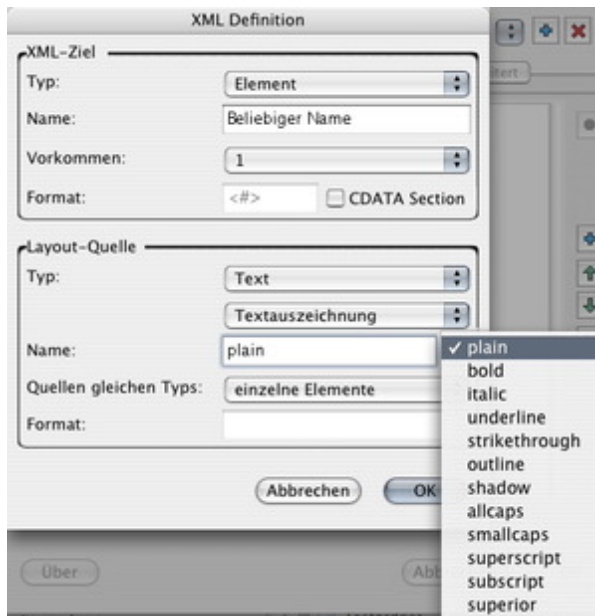 XML Definition
XML-Ziel
Typ: Element
Name: Beliebiger Name
Vorkommen: 1
Format: <#> CDATA Section
Layout-Quelle
Typ: Text
Textauszeichnung
Name: plain
Quellen gleichen Typs: einzelne Elemente
Format:
Abbrechen OK
✓ plain
bold
italic
underline
strikethrough
outline
shadow
allcaps
smallcaps
superscript
subscript
superior
Über